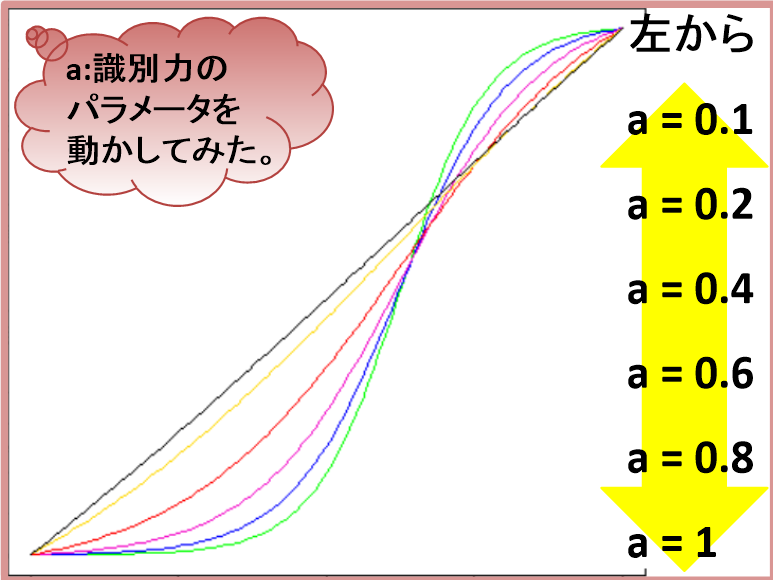 a:識別力の
パラメータを
動かしてみた。
左から
a = 0.1
a = 0.2
a = 0.4
a = 0.6
a = 0.8
a = 1